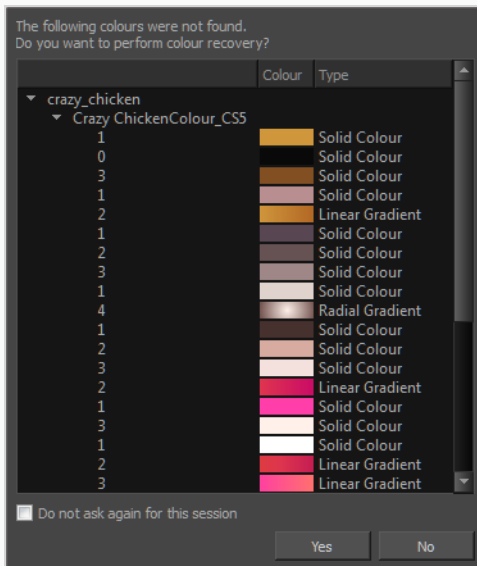 The following colours were not found.
Do you want to perform colour recovery?
Colour Type
crazy_chicken
Crazy ChickenColour_CS5
1 Solid Colour
0 Solid Colour
3 Solid Colour
1 Solid Colour
2 Linear Gradient
1 Solid Colour
2 Solid Colour
3 Solid Colour
1 Solid Colour
4 Radial Gradient
1 Solid Colour
2 Solid Colour
3 Solid Colour
2 Linear Gradient
1 Solid Colour
3 Solid Colour
1 Solid Colour
2 Linear Gradient
3 Linear Gradient
Do not ask again for this session
Yes No